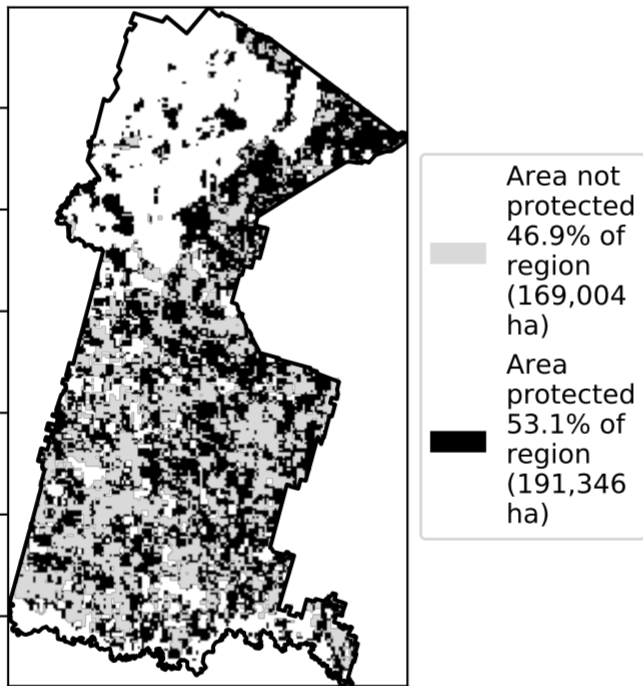 Area not
protected
46.9% of
region
(169,004
ha)
Area
protected
53.1% of
region
(191,346
ha)